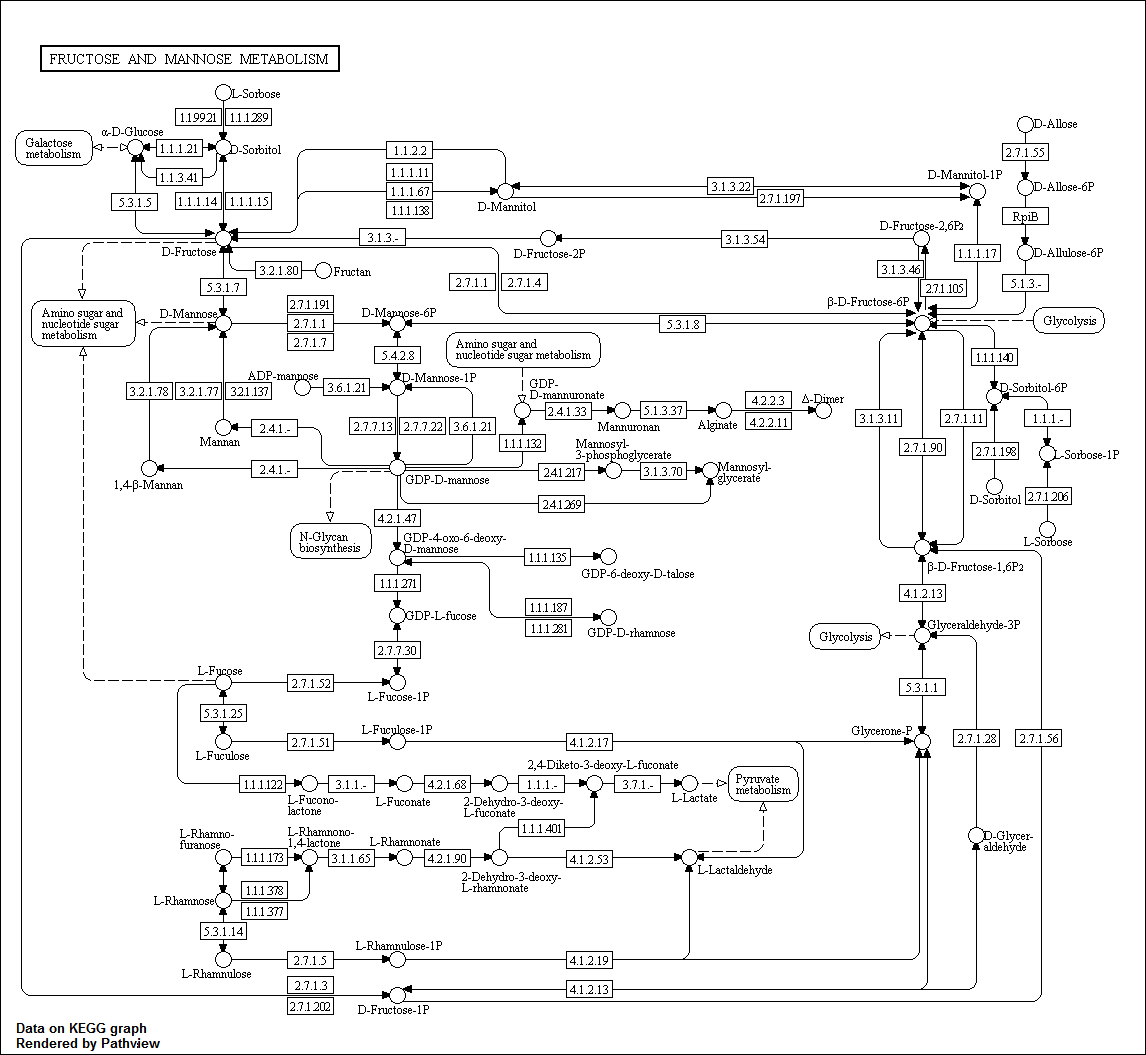 FRUCTOSE AND MANNOSE METABOLISM
L-Sorbose
1.1.99.21
1.1.1.289
Galactose
metabolism
α-D-Glucose
1.1.1.21
D-Sorbitol
1.1.3.41
5.3.1.5
1.1.1.14
1.1.1.15
1.1.2.2
1.1.1.11
1.1.1.67
1.1.1.138
D-Mannitol
3.1.3.22
2.7.1.197
D-Mannitol-1P
D-Allose
2.7.1.55
D-Allose-6P
RpiB
D-Allulose-6P
5.1.3.-
D-Fructose
3.1.3.-
D-Fructose-2P
3.1.3.54
D-Fructose-2,6P2
1.1.1.17
3.2.1.80
Fructan
2.7.1.1
2.7.1.4
3.1.3.46
2.7.1.105
5.3.1.7
β-D-Fructose-6P
Amino sugar and
nucleotide sugar
metabolism
D-Mannose
2.7.1.191
2.7.1.1
2.7.1.7
D-Mannose-6P
5.3.1.8
Glycolysis
5.4.2.8
Amino sugar and
nucleotide sugar metabolism
1.1.1.140
ADP-mannose
3.6.1.21
D-Mannose-1P
GDP-
D-mannuronate
D-Sorbitol-6P
3.2.1.78
3.2.1.77
3.2.1.137
2.4.1.33
Mannuronan
5.1.3.37
Alginate
4.2.2.3
4.2.2.11
Δ-Dimer
3.1.3.11
2.7.1.11
1.1.1.-
Mannan
2.4.1.-
2.7.7.13
2.7.7.22
3.6.1.21
1.1.1.132
2.7.1.90
2.7.1.198
L-Sorbose-1P
Mannosyl-
3-phosphoglycerate
1,4-β-Mannan
2.4.1.-
GDP-D-mannose
2.4.1.217
3.1.3.70
Mannosyl-
glycerate
D-Sorbitol
2.7.1.206
2.4.1.269
4.2.1.47
L-Sorbose
N-Glycan
biosynthesis
GDP-4-oxo-6-deoxy-
D-mannose
1.1.1.135
GDP-6-deoxy-D-talose
β-D-Fructose-1,6P2
1.1.1.271
4.1.2.13
GDP-L-fucose
1.1.1.187
1.1.1.281
GDP-D-rhamnose
Glycolysis
Glyceraldehyde-3P
2.7.7.30
L-Fucose
2.7.1.52
L-Fucose-1P
5.3.1.1
5.3.1.25
L-Fuculose
2.7.1.51
L-Fuculose-1P
4.1.2.17
Glycerone-P
2.7.1.28
2.7.1.56
1.1.1.122
L-Fucono-
lactone
3.1.1.-
L-Fuconate
4.2.1.68
2-Dehydro-3-deoxy-
L-fuconate
1.1.1.-
2,4-Diketo-3-deoxy-L-fuconate
3.7.1.-
L-Lactate
Pyruvate
metabolism
1.1.1.401
L-Rhamno-
furanose
1.1.1.173
L-Rhamnono-
1,4-lactone
3.1.1.65
L-Rhamnonate
4.2.1.90
2-Dehydro-3-deoxy-
L-rhamnonate
4.1.2.53
L-Lactaldehyde
D-Glycer-
aldehyde
L-Rhamnose
1.1.1.378
1.1.1.377
5.3.1.14
L-Rhamnulose
2.7.1.5
L-Rhamnulose-1P
4.1.2.19
2.7.1.3
2.7.1.202
D-Fructose-1P
4.1.2.13
Data on KEGG graph
Rendered by Pathview